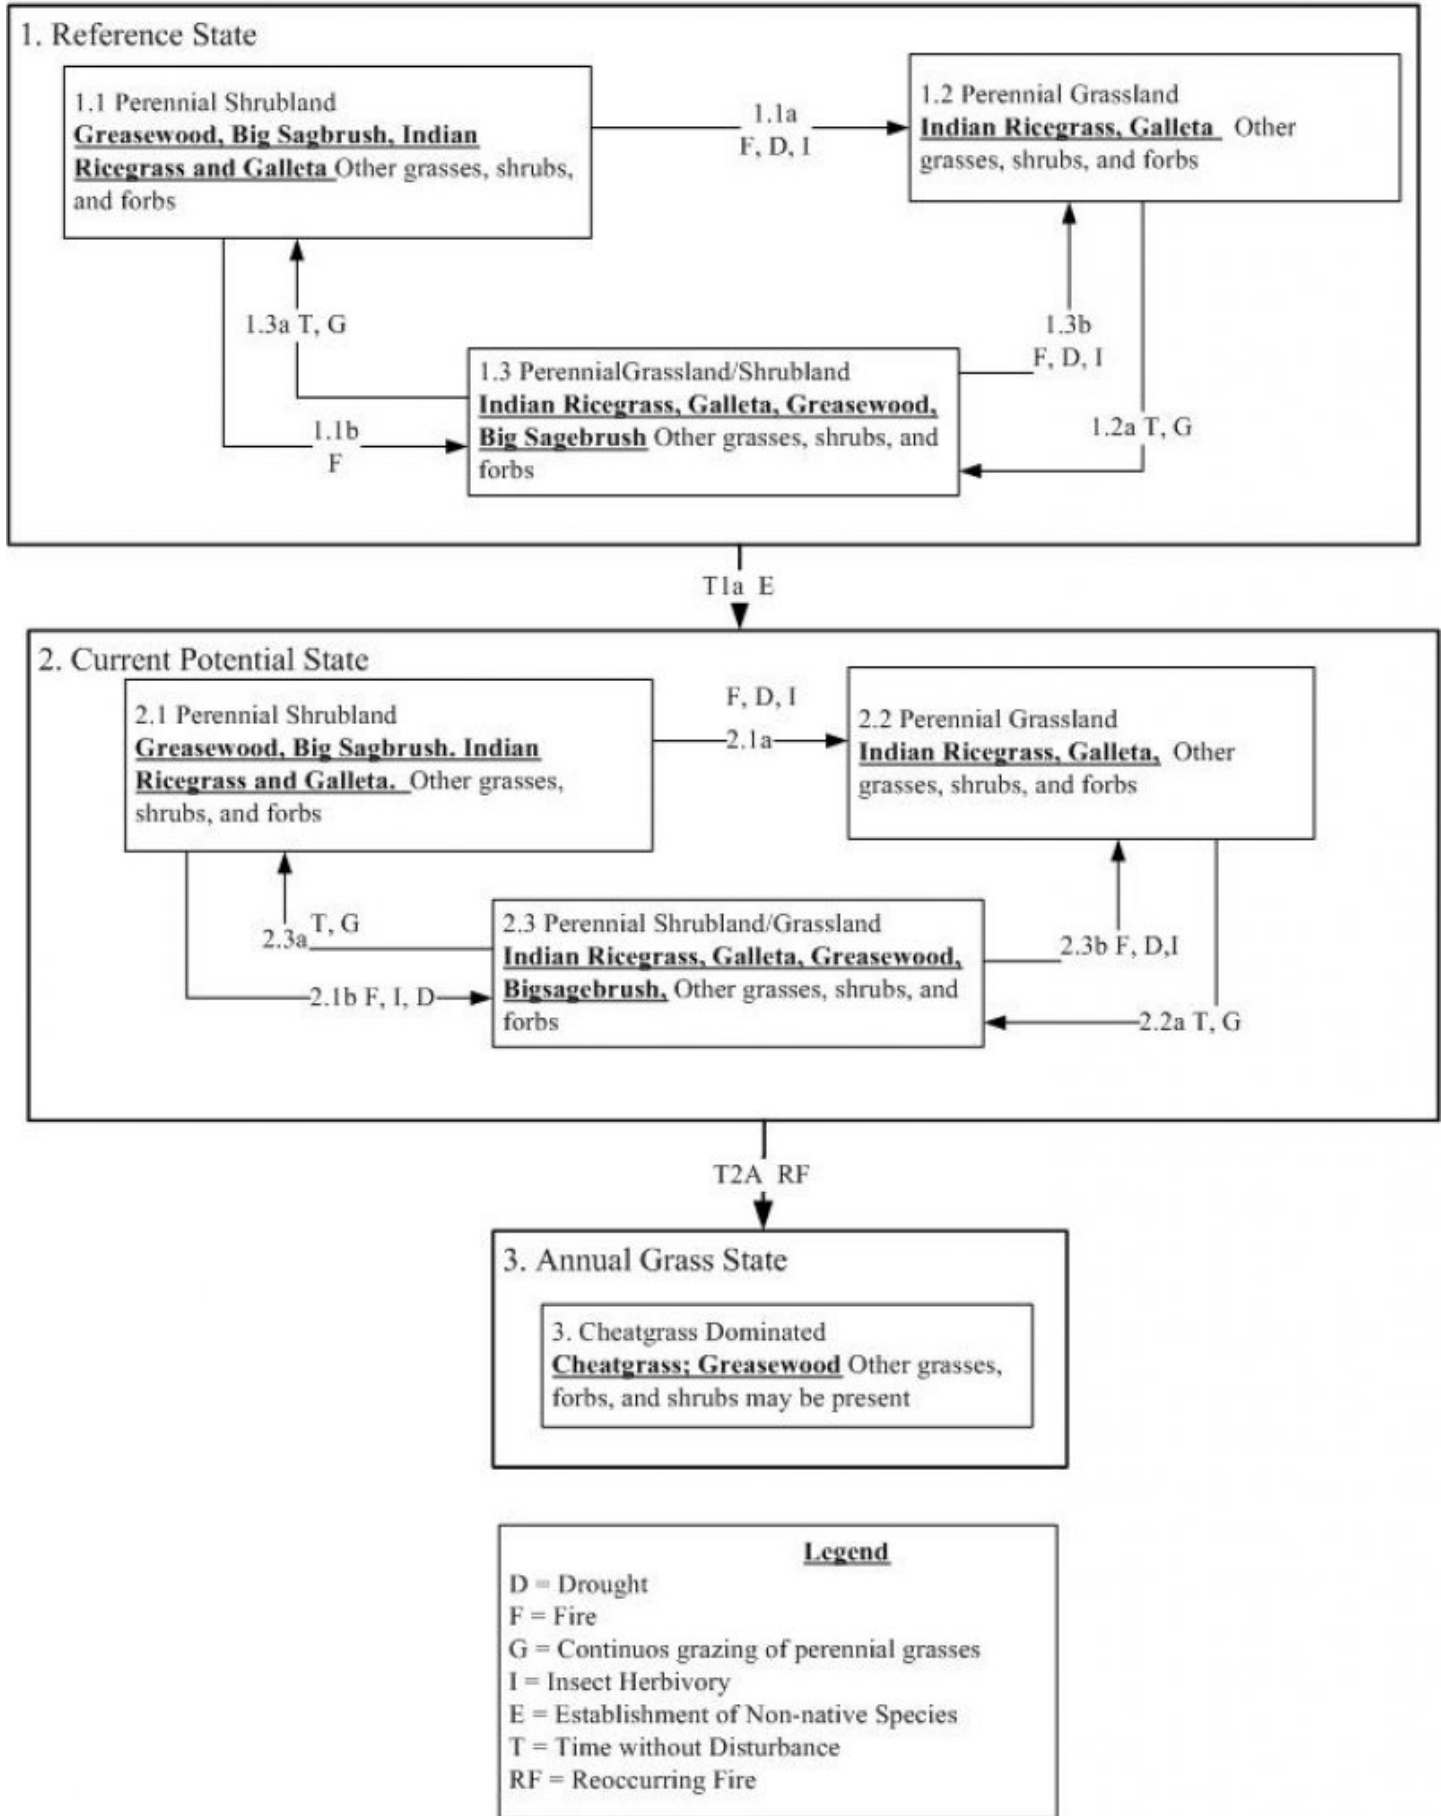 1. Reference State
1.1 Perennial Shrubland
Greasewood, Big Sagbrush, Indian
Ricegrass and Galleta Other grasses, shrubs,
and forbs
1.1a
F, D, I
1.2 Perennial Grassland
Indian Ricegrass, Galleta Other
grasses, shrubs, and forbs
1.3a T, G
1.3b
F, D, I
1.3 PerennialGrassland/Shrubland
Indian Ricegrass, Galleta, Greasewood,
Big Sagebrush Other grasses, shrubs, and
forbs
1.1b
F
1.2a T, G
T1a E
2. Current Potential State
2.1 Perennial Shrubland
Greasewood, Big Sagbrush. Indian
Ricegrass and Galleta. Other grasses,
shrubs, and forbs
F, D, I
2.1a
2.2 Perennial Grassland
Indian Ricegrass, Galleta, Other
grasses, shrubs, and forbs
T, G
2.3a
2.3 Perennial Shrubland/Grassland
Indian Ricegrass, Galleta, Greasewood,
Bigsagebrush, Other grasses, shrubs, and
forbs
2.3b F, D,I
2.1b F, I, D
2.2a T, G
T2A RF
3. Annual Grass State
3. Cheatgrass Dominated
Cheatgrass; Greasewood Other grasses,
forbs, and shrubs may be present
Legend
D = Drought
F = Fire
G = Continuos grazing of perennial grasses
I = Insect Herbivory
E = Establishment of Non-native Species
T = Time without Disturbance
RF = Reoccurring Fire